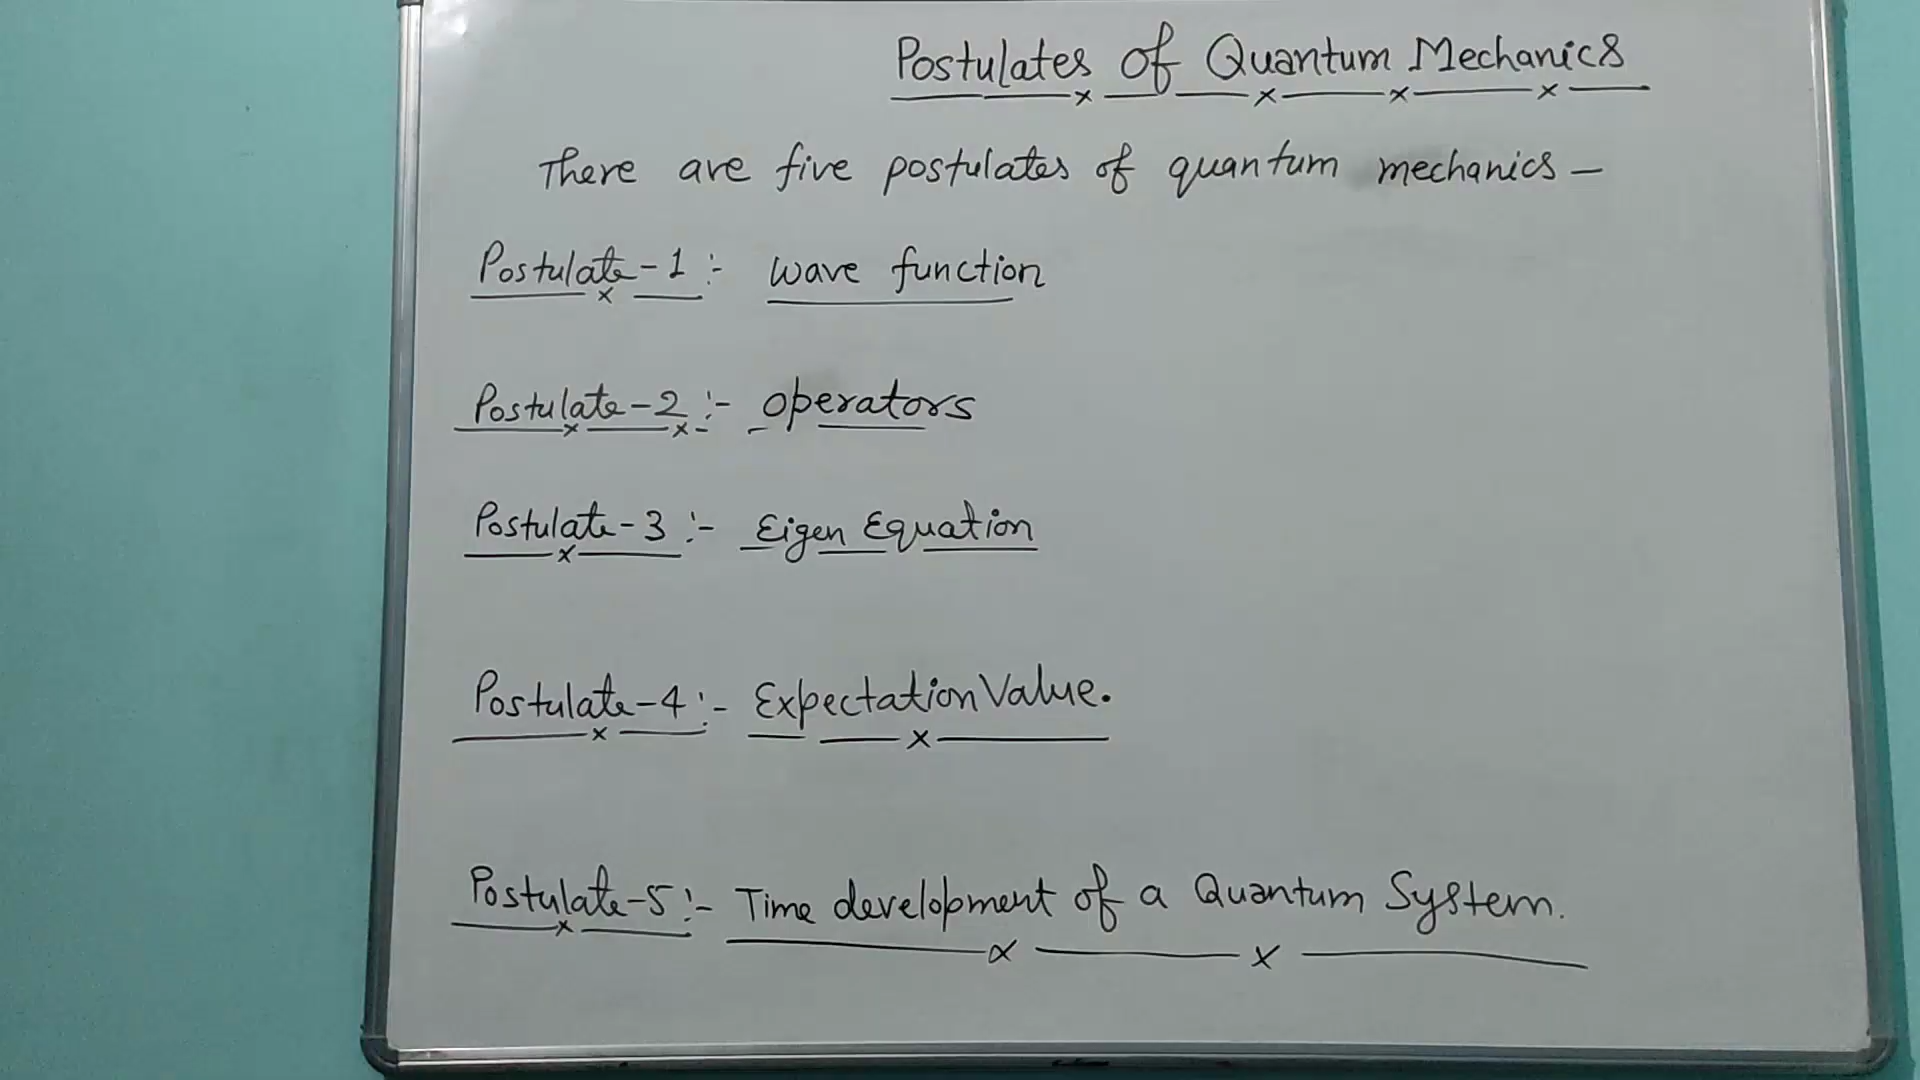 Postulates of Quantum Mechanics
There are five postulates of quantum mechanics –
Postulate-1 :- wave function
Postulate-2 :- operators
Postulate-3 :- Eigen Equation
Postulate-4 :- Expectation Value.
Postulate-5 :- Time development of a Quantum System.